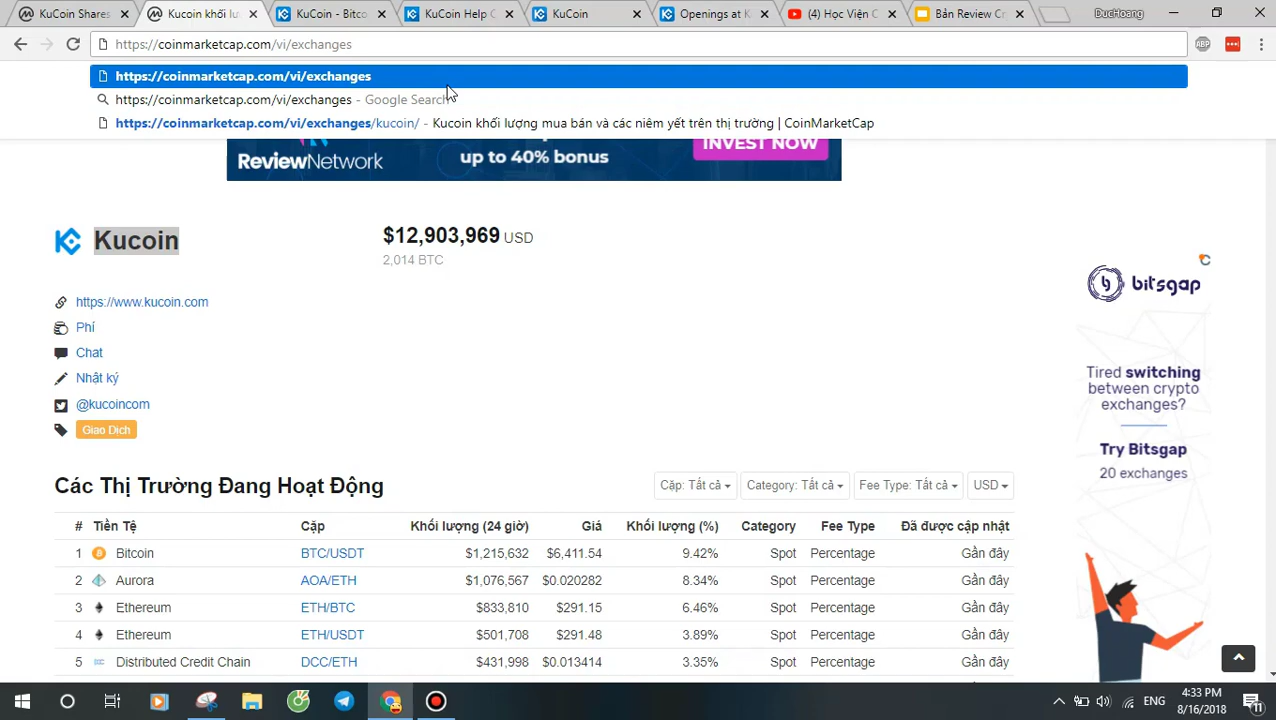 KuCoin Shares
Kucoin khối lư
KuCoin - Bitco
KuCoin Help C
KuCoin
Openings at K
(4) Học Viện C
Bản Review Cr
DucHoang
https://coinmarketcap.com/vi/exchanges
ABP
https://coinmarketcap.com/vi/exchanges
https://coinmarketcap.com/vi/exchanges - Google Search
https://coinmarketcap.com/vi/exchanges/kucoin/ - Kucoin khối lượng mua bán và các niêm yết trên thị trường | CoinMarketCap
ReviewNetwork
up to 40% bonus
INVEST NOW
Kucoin
$12,903,969 USD
2,014 BTC
https://www.kucoin.com
Phí
Chat
Nhật ký
@kucoincom
Giao Dịch
bitsgap
Tired switching
between crypto
exchanges?
Try Bitsgap
20 exchanges
Các Thị Trường Đang Hoạt Động
Cặp: Tất cả
Category: Tất cả
Fee Type: Tất cả
USD
# Tiền Tệ Cặp Khối lượng (24 giờ) Giá Khối lượng (%) Category Fee Type Đã được cập nhật
1 Bitcoin BTC/USDT $1,215,632 $6,411.54 9.42% Spot Percentage Gần đây
2 Aurora AOA/ETH $1,076,567 $0.020282 8.34% Spot Percentage Gần đây
3 Ethereum ETH/BTC $833,810 $291.15 6.46% Spot Percentage Gần đây
4 Ethereum ETH/USDT $501,708 $291.48 3.89% Spot Percentage Gần đây
5 Distributed Credit Chain DCC/ETH $431,998 $0.013414 3.35% Spot Percentage Gần đây
ENG
4:33 PM
8/16/2018
11